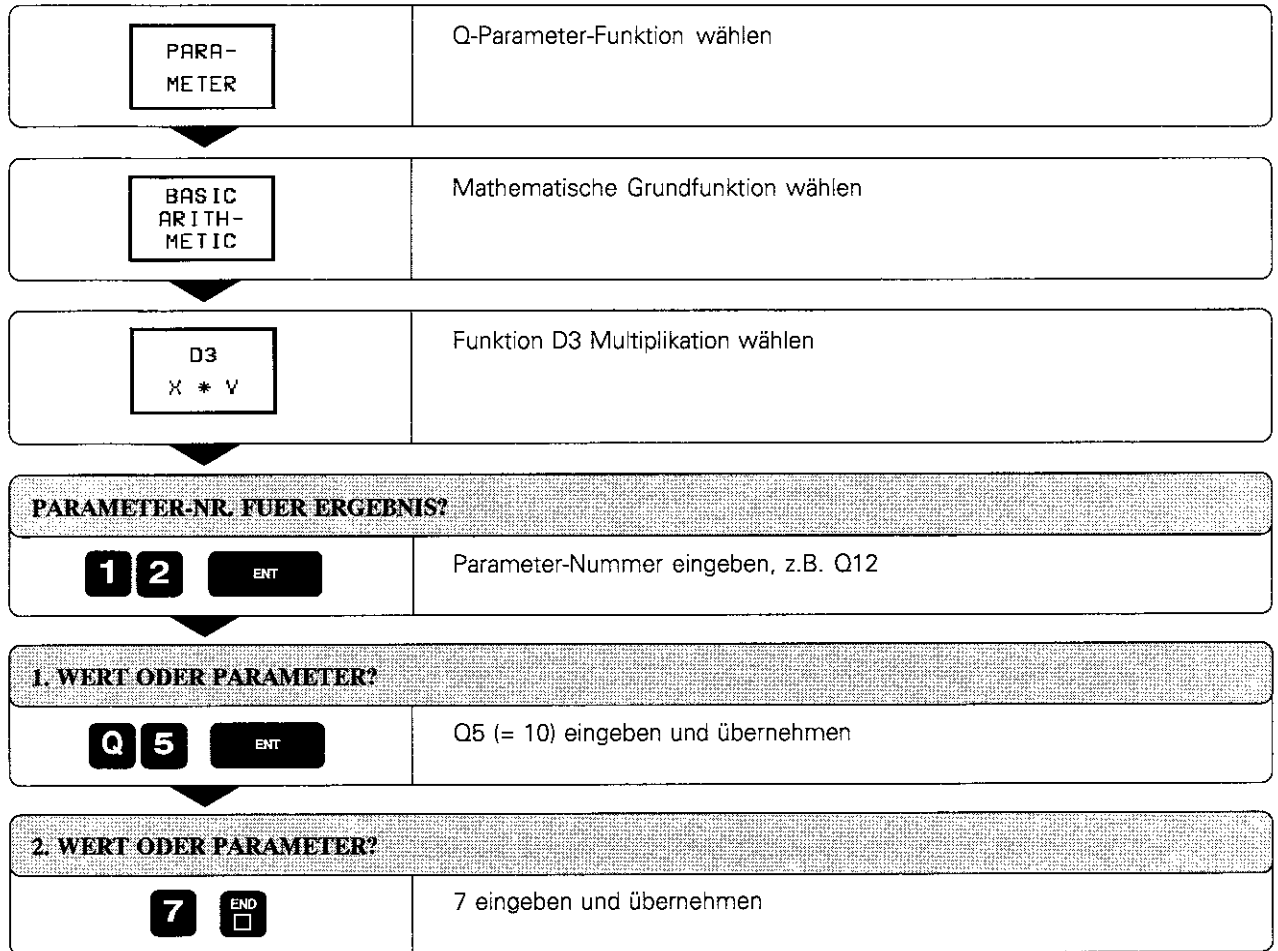 PARA-
METER
Q-Parameter-Funktion wählen
BASIC
ARITH-
METIC
Mathematische Grundfunktion wählen
D3
X * Y
Funktion D3 Multiplikation wählen
PARAMETER-NR. FUER ERGEBNIS?
1 2 ENT
Parameter-Nummer eingeben, z.B. Q12
1. WERT ODER PARAMETER?
Q 5 ENT
Q5 (= 10) eingeben und übernehmen
2. WERT ODER PARAMETER?
7 END
7 eingeben und übernehmen